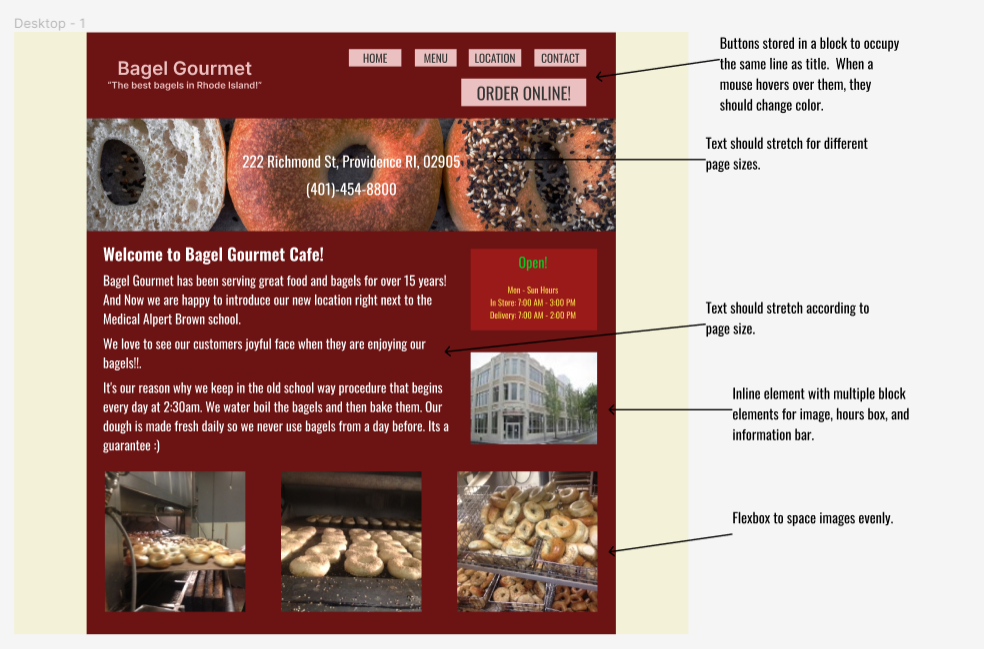 Desktop - 1
Bagel Gourmet
"The best bagels in Rhode Island!"
HOME
MENU
LOCATION
CONTACT
ORDER ONLINE!
222 Richmond St, Providence RI, 02905
(401)-454-8800
Welcome to Bagel Gourmet Cafe!
Bagel Gourmet has been serving great food and bagels for over 15 years!
And Now we are happy to introduce our new location right next to the
Medical Alpert Brown school.
We love to see our customers joyful face when they are enjoying our
bagels!!.
It's our reason why we keep in the old school way procedure that begins
every day at 2:30am. We water boil the bagels and then bake them. Our
dough is made fresh daily so we never use bagels from a day before. Its a
guarantee :)
Open!
Mon - Sun Hours
In Store: 7:00 AM - 3:00 PM
Delivery: 7:00 AM - 2:00 PM
Buttons stored in a block to occupy
the same line as title. When a
mouse hovers over them, they
should change color.
Text should stretch for different
page sizes.
Text should stretch according to
page size.
Inline element with multiple block
elements for image, hours box, and
information bar.
Flexbox to space images evenly.